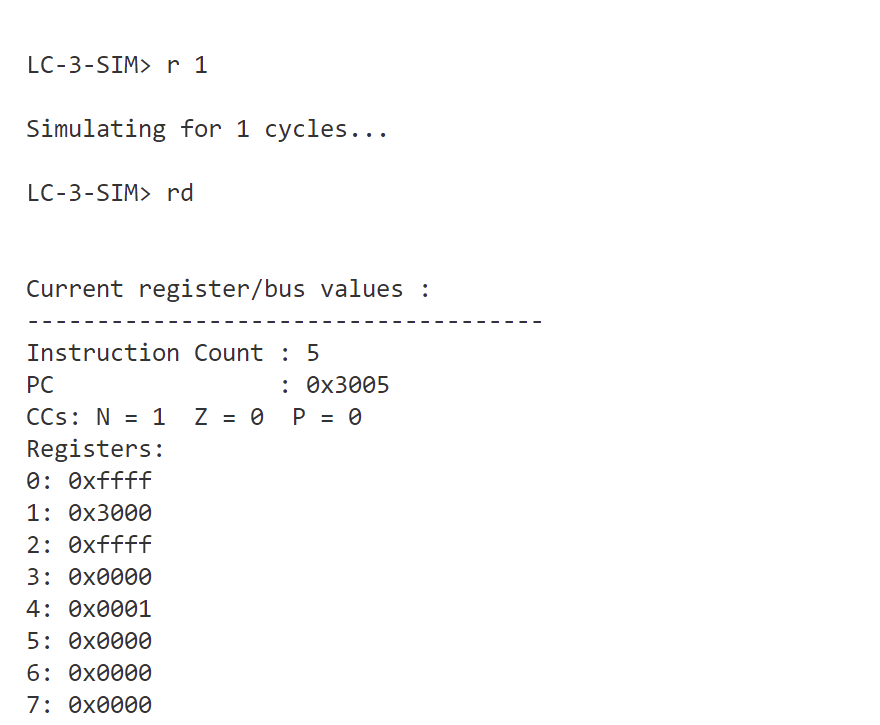 LC-3-SIM> r 1
Simulating for 1 cycles...
LC-3-SIM> rd
Current register/bus values :
-------------------------------------
Instruction Count : 5
PC                : 0x3005
CCs: N = 1  Z = 0  P = 0
Registers:
0: 0xffff
1: 0x3000
2: 0xffff
3: 0x0000
4: 0x0001
5: 0x0000
6: 0x0000
7: 0x0000